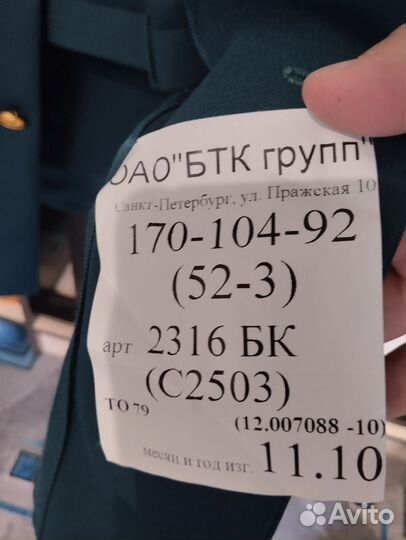 ОАО"БТК групп"
Санкт-Петербург, ул. Пражская 10
170-104-92
(52-3)
арт. 2316 БК
(С2503)
ТО 79
(12.007088 -10)
месяц и год изг. 11.10
Avito